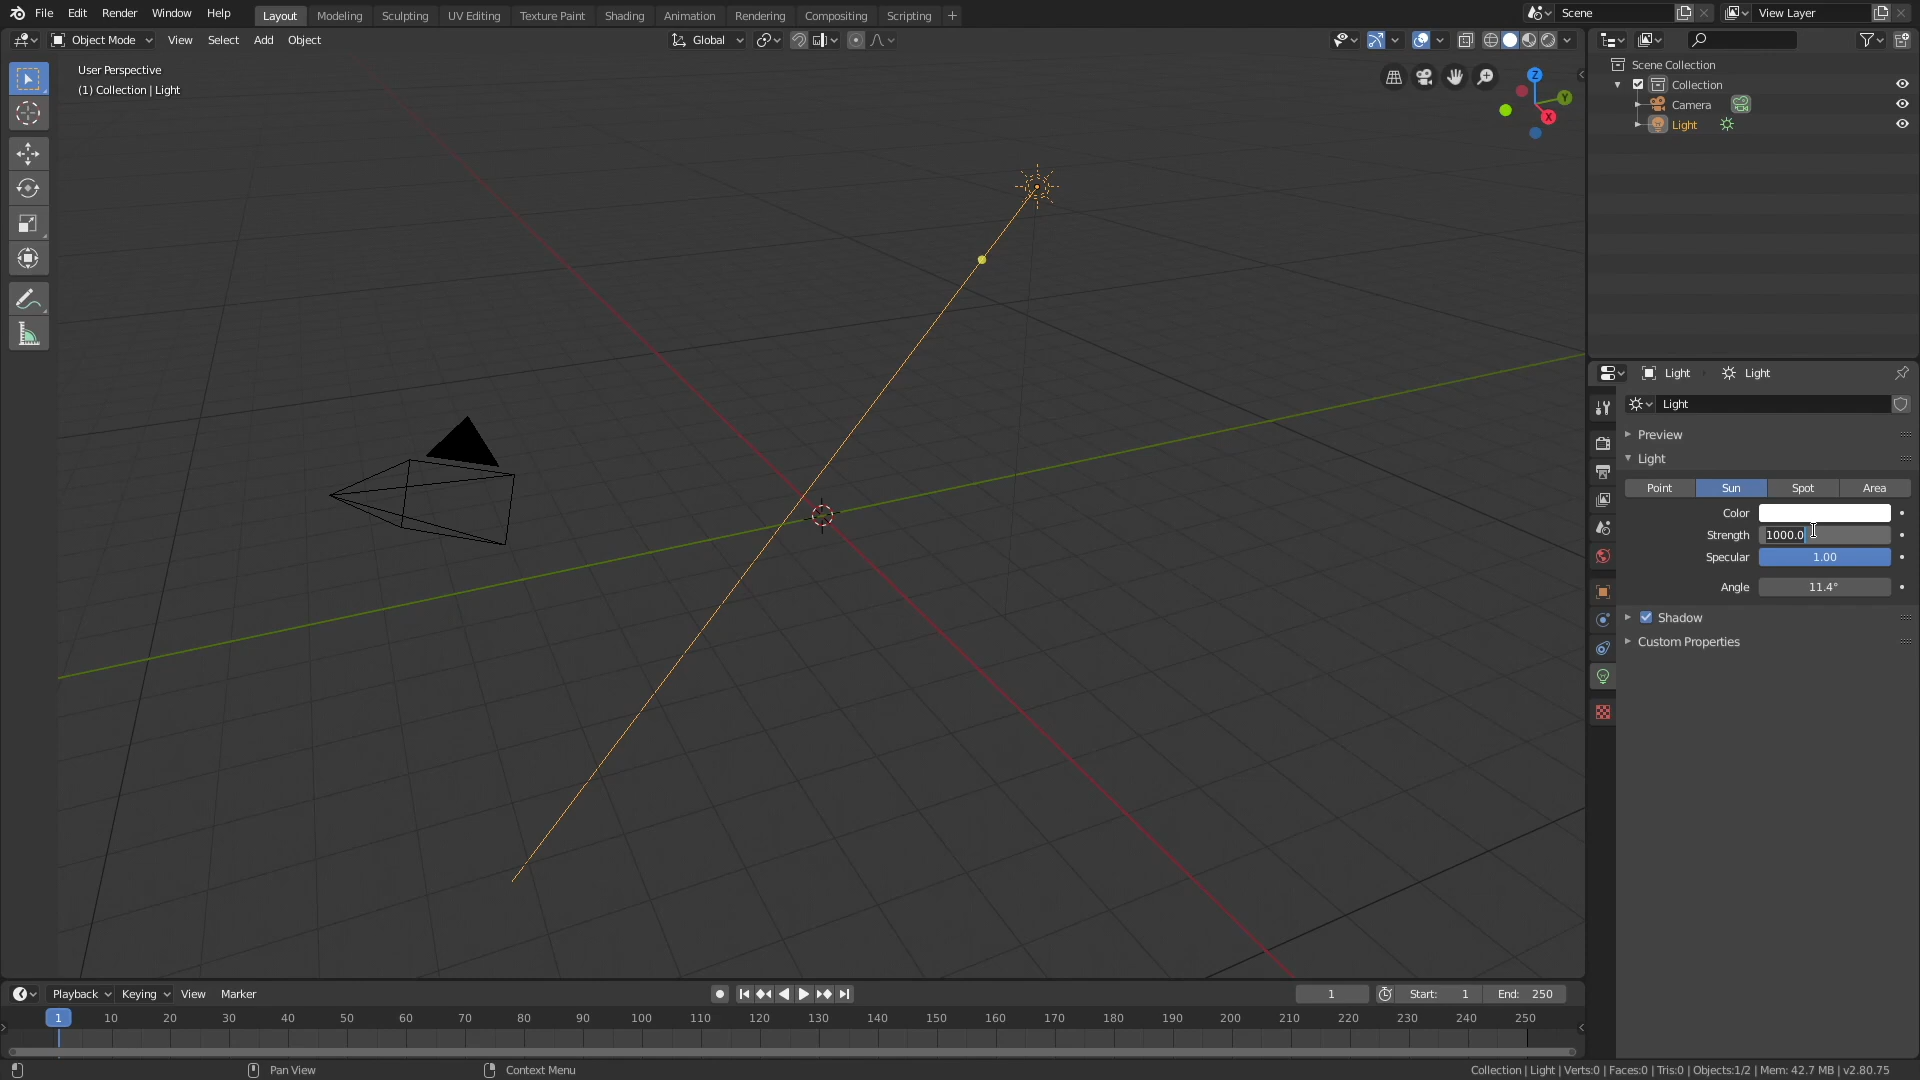 File Edit Render Window Help Layout Modeling Sculpting UV Editing Texture Paint Shading Animation Rendering Compositing Scripting + Scene View Layer
Object Mode View Select Add Object Global
User Perspective
(1) Collection | Light
Z
Y
X
Scene Collection
Collection
Camera
Light
Light Light
Light
Preview
Light
Point Sun Spot Area
Color
Strength 1000.0
Specular 1.00
Angle 11.4°
Shadow
Custom Properties
Playback Keying View Marker 1 Start: 1 End: 250
1 10 20 30 40 50 60 70 80 90 100 110 120 130 140 150 160 170 180 190 200 210 220 230 240 250
Pan View Context Menu Collection | Light | Verts:0 | Faces:0 | Tris:0 | Objects:1/2 | Mem: 42.7 MB | v2.80.75